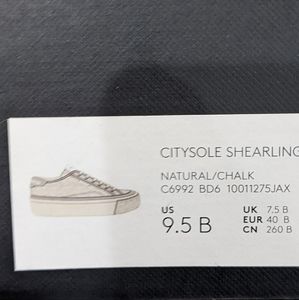 CITYSOLE SHEARLING
NATURAL/CHALK
C6992 BD6 10011275JAX
US
9.5 B
UK 7.5 B
EUR 40 B
CN 260 B